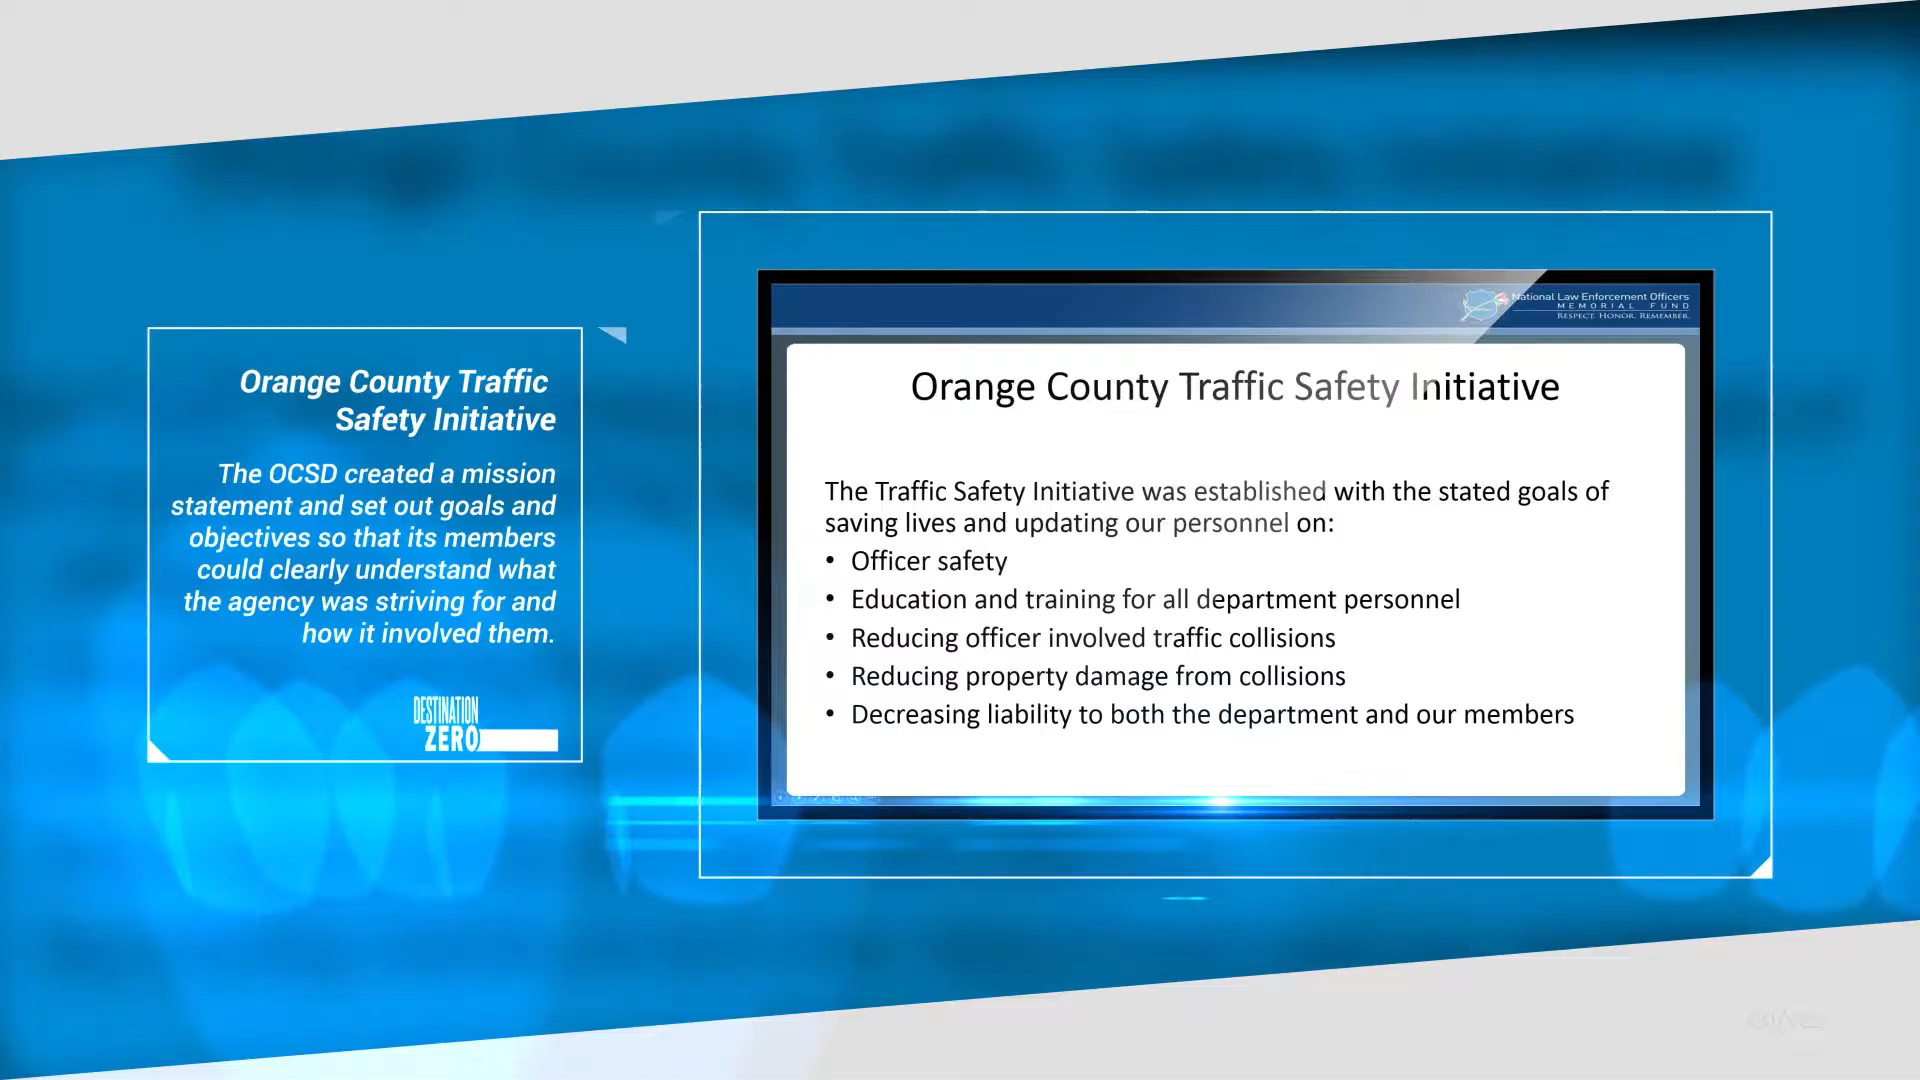 Orange County Traffic
Safety Initiative
The OCSD created a mission
statement and set out goals and
objectives so that its members
could clearly understand what
the agency was striving for and
how it involved them.
DESTINATION
ZERO
National Law Enforcement Officers
MEMORIAL FUND
RESPECT. HONOR. REMEMBER.
Orange County Traffic Safety Initiative
The Traffic Safety Initiative was established with the stated goals of
saving lives and updating our personnel on:
• Officer safety
• Education and training for all department personnel
• Reducing officer involved traffic collisions
• Reducing property damage from collisions
• Decreasing liability to both the department and our members